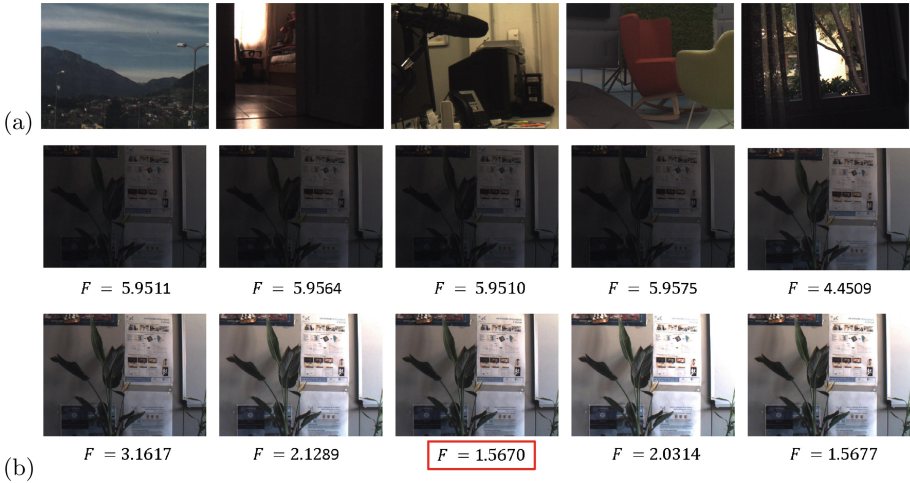 (a)
F = 5.9511 F = 5.9564 F = 5.9510 F = 5.9575 F = 4.4509
F = 3.1617 F = 2.1289 F = 1.5670 F = 2.0314 F = 1.5677
(b)